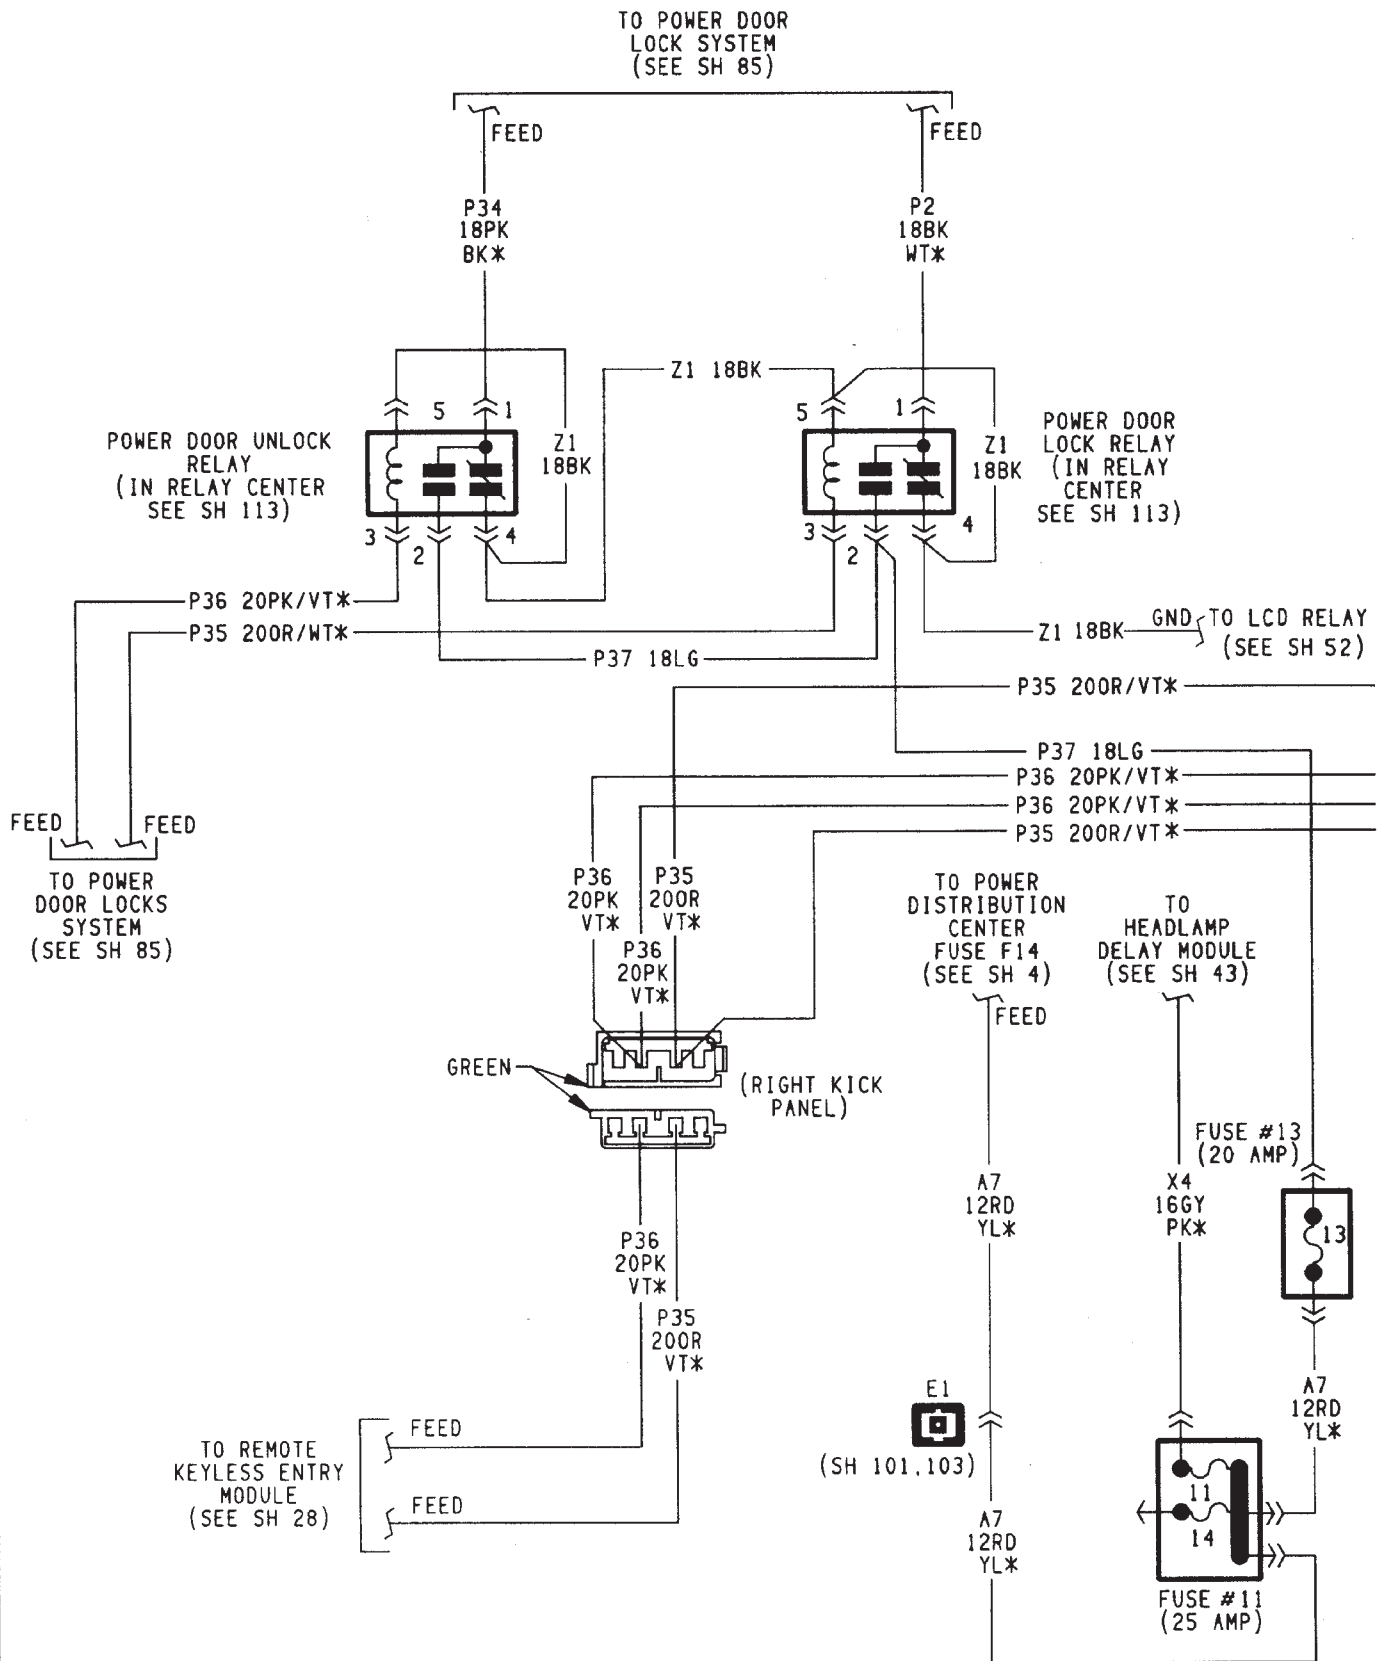 TO POWER DOOR
LOCK SYSTEM
(SEE SH 85)
FEED
FEED
P34
18PK
BK*
P2
18BK
WT*
Z1 18BK
5
1
5
1
POWER DOOR UNLOCK
RELAY
(IN RELAY CENTER
SEE SH 113)
Z1
18BK
Z1
18BK
POWER DOOR
LOCK RELAY
(IN RELAY
CENTER
SEE SH 113)
3
2
4
3
2
4
P36 20PK/VT*
P35 20OR/WT*
P37 18LG
Z1 18BK
GND
TO LCD RELAY
(SEE SH 52)
P35 20OR/VT*
P37 18LG
P36 20PK/VT*
P36 20PK/VT*
P35 20OR/VT*
FEED
FEED
TO POWER
DOOR LOCKS
SYSTEM
(SEE SH 85)
P36
20PK
VT*
P35
20OR
VT*
P36
20PK
VT*
TO POWER
DISTRIBUTION
CENTER
FUSE F14
(SEE SH 4)
FEED
TO
HEADLAMP
DELAY MODULE
(SEE SH 43)
GREEN
(RIGHT KICK
PANEL)
FUSE #13
(20 AMP)
13
A7
12RD
YL*
X4
16GY
PK*
P36
20PK
VT*
P35
20OR
VT*
E1
(SH 101,103)
A7
12RD
YL*
FEED
FEED
TO REMOTE
KEYLESS ENTRY
MODULE
(SEE SH 28)
A7
12RD
YL*
11
14
FUSE #11
(25 AMP)